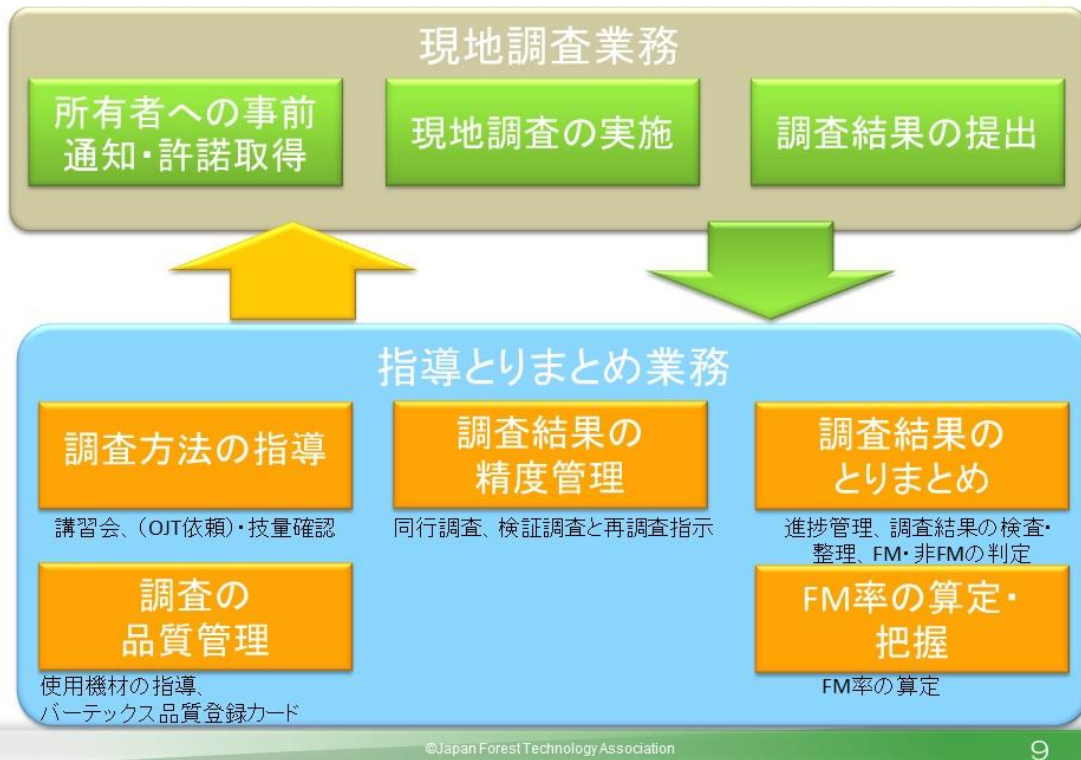 現地調査業務
所有者への事前
通知・許諾取得
現地調査の実施
調査結果の提出
指導とりまとめ業務
調査方法の指導
講習会、（OJT依頼）・技量確認
調査結果の
精度管理
同行調査、検証調査と再調査指示
調査結果の
とりまとめ
進捗管理、調査結果の検査・
整理、FM・非FMの判定
調査の
品質管理
使用機材の指導、
バーテックス品質登録カード
FM率の算定・
把握
FM率の算定
©Japan Forest Technology Association
9